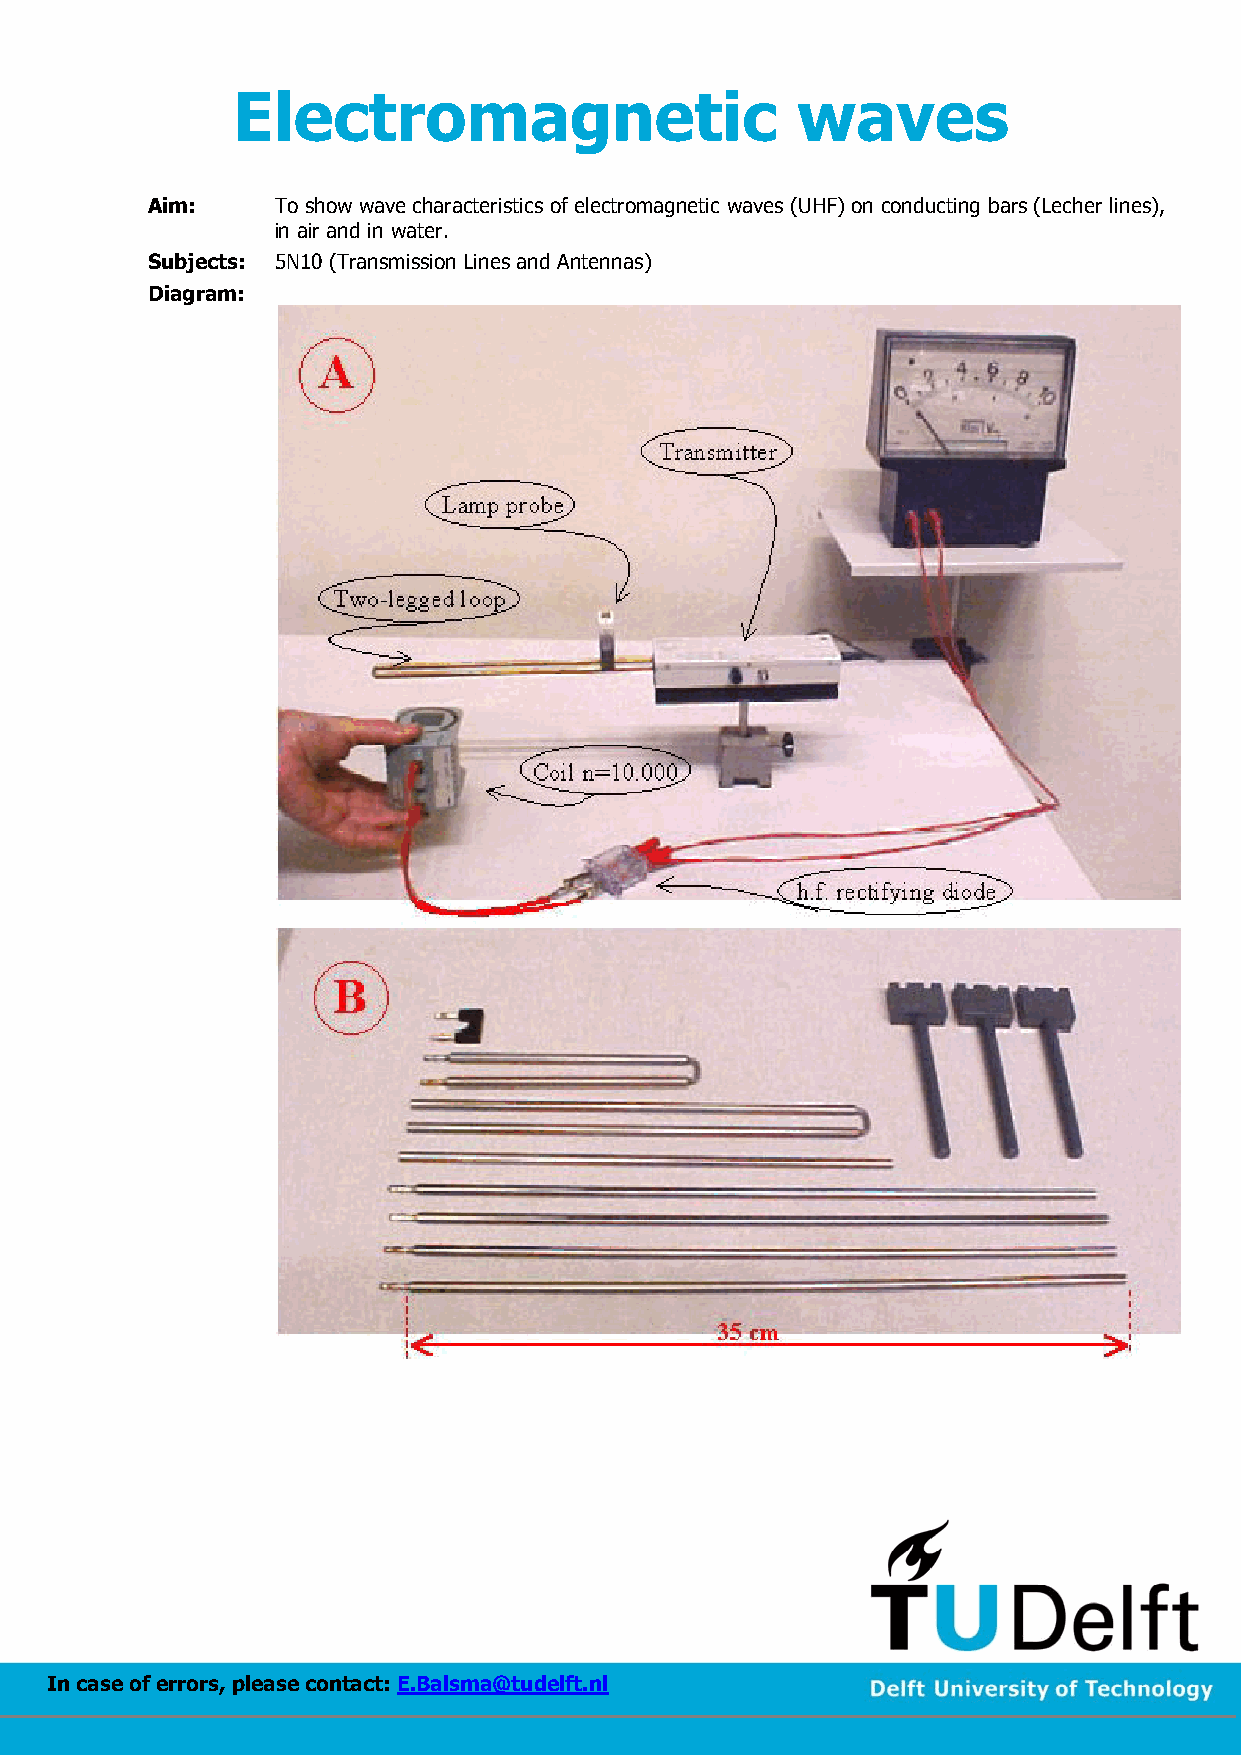 Electromagnetic waves
Aim: To show wave characteristics of electromagnetic waves (UHF) on conducting bars (Lecher lines),
in air and in water.
Subjects: 5N10 (Transmission Lines and Antennas)
Diagram:
A
0 2 4 6 8 10
Transmitter
Lamp probe
Two-legged loop
Coil n=10.000
h.f. rectifying diode
B
35 cm
TUDelft
In case of errors, please contact: E.Balsma@tudelft.nl
Delft University of Technology